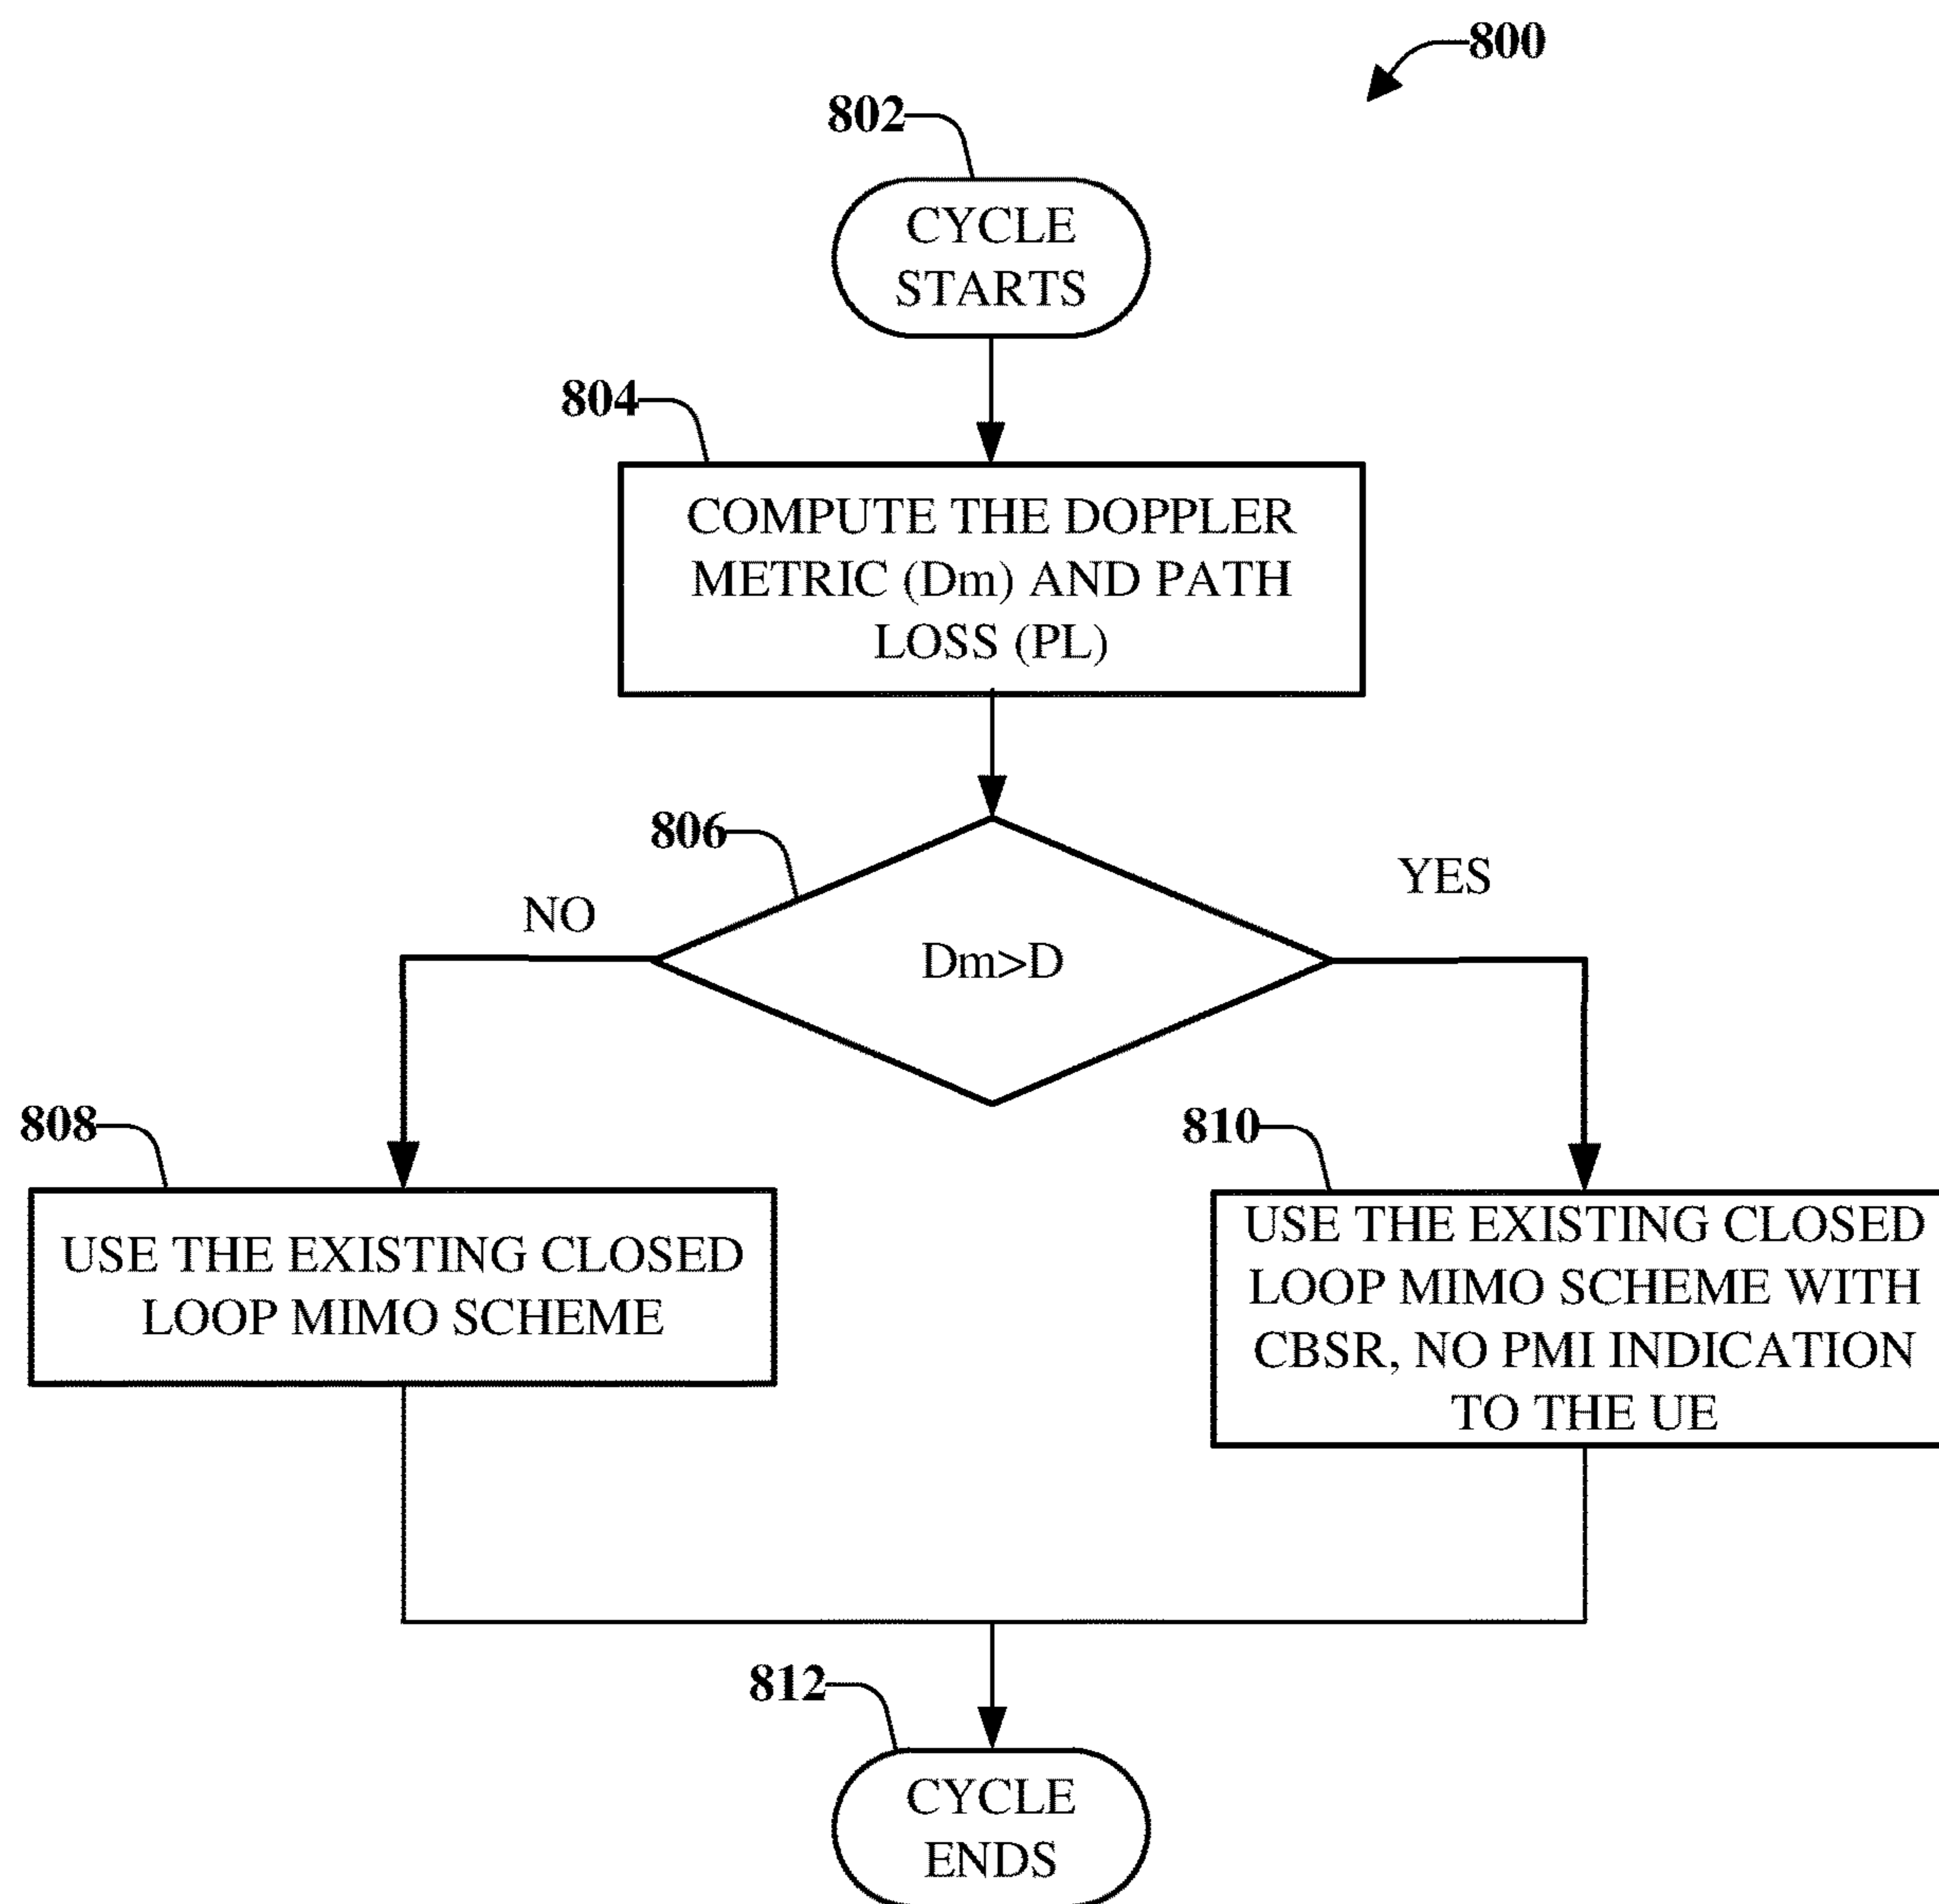 800
802
CYCLE
STARTS
804
COMPUTE THE DOPPLER
METRIC (Dm) AND PATH
LOSS (PL)
806
NO
YES
Dm>D
808
USE THE EXISTING CLOSED
LOOP MIMO SCHEME
810
USE THE EXISTING CLOSED
LOOP MIMO SCHEME WITH
CBSR, NO PMI INDICATION
TO THE UE
812
CYCLE
ENDS